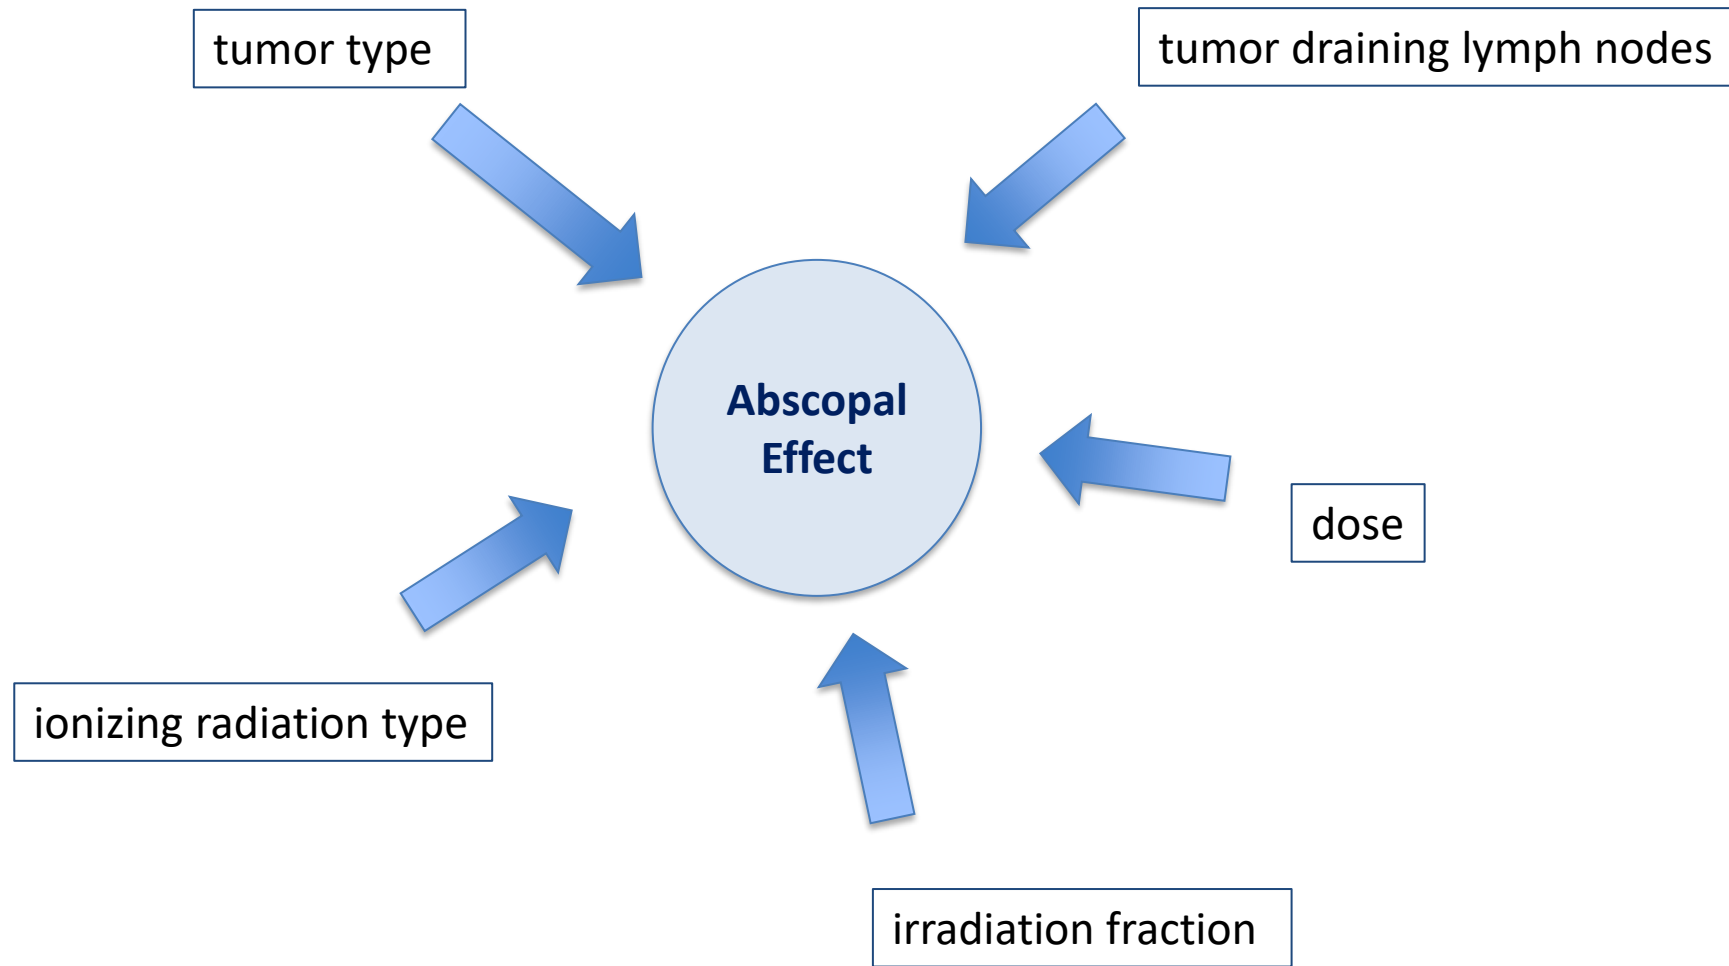 tumor type
tumor draining lymph nodes
Abscopal
Effect
dose
ionizing radiation type
irradiation fraction